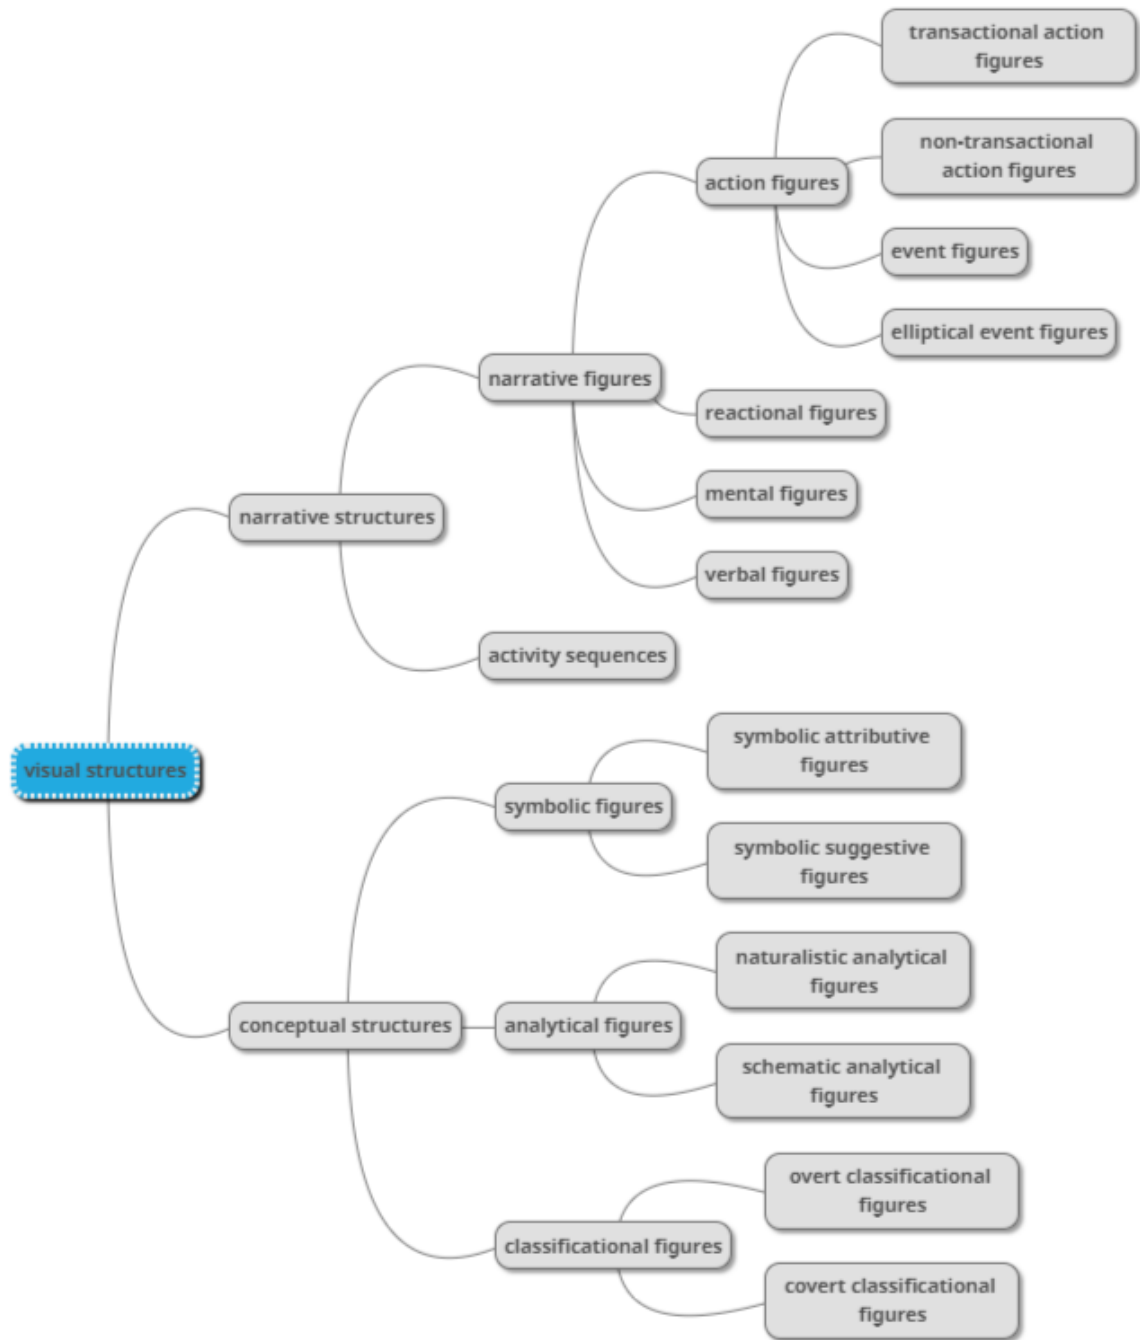 transactional action
figures
non-transactional
action figures
action figures
event figures
elliptical event figures
narrative figures
reactional figures
mental figures
narrative structures
verbal figures
activity sequences
visual structures
symbolic attributive
figures
symbolic figures
symbolic suggestive
figures
naturalistic analytical
figures
conceptual structures
analytical figures
schematic analytical
figures
overt classificational
figures
classificational figures
covert classificational
figures